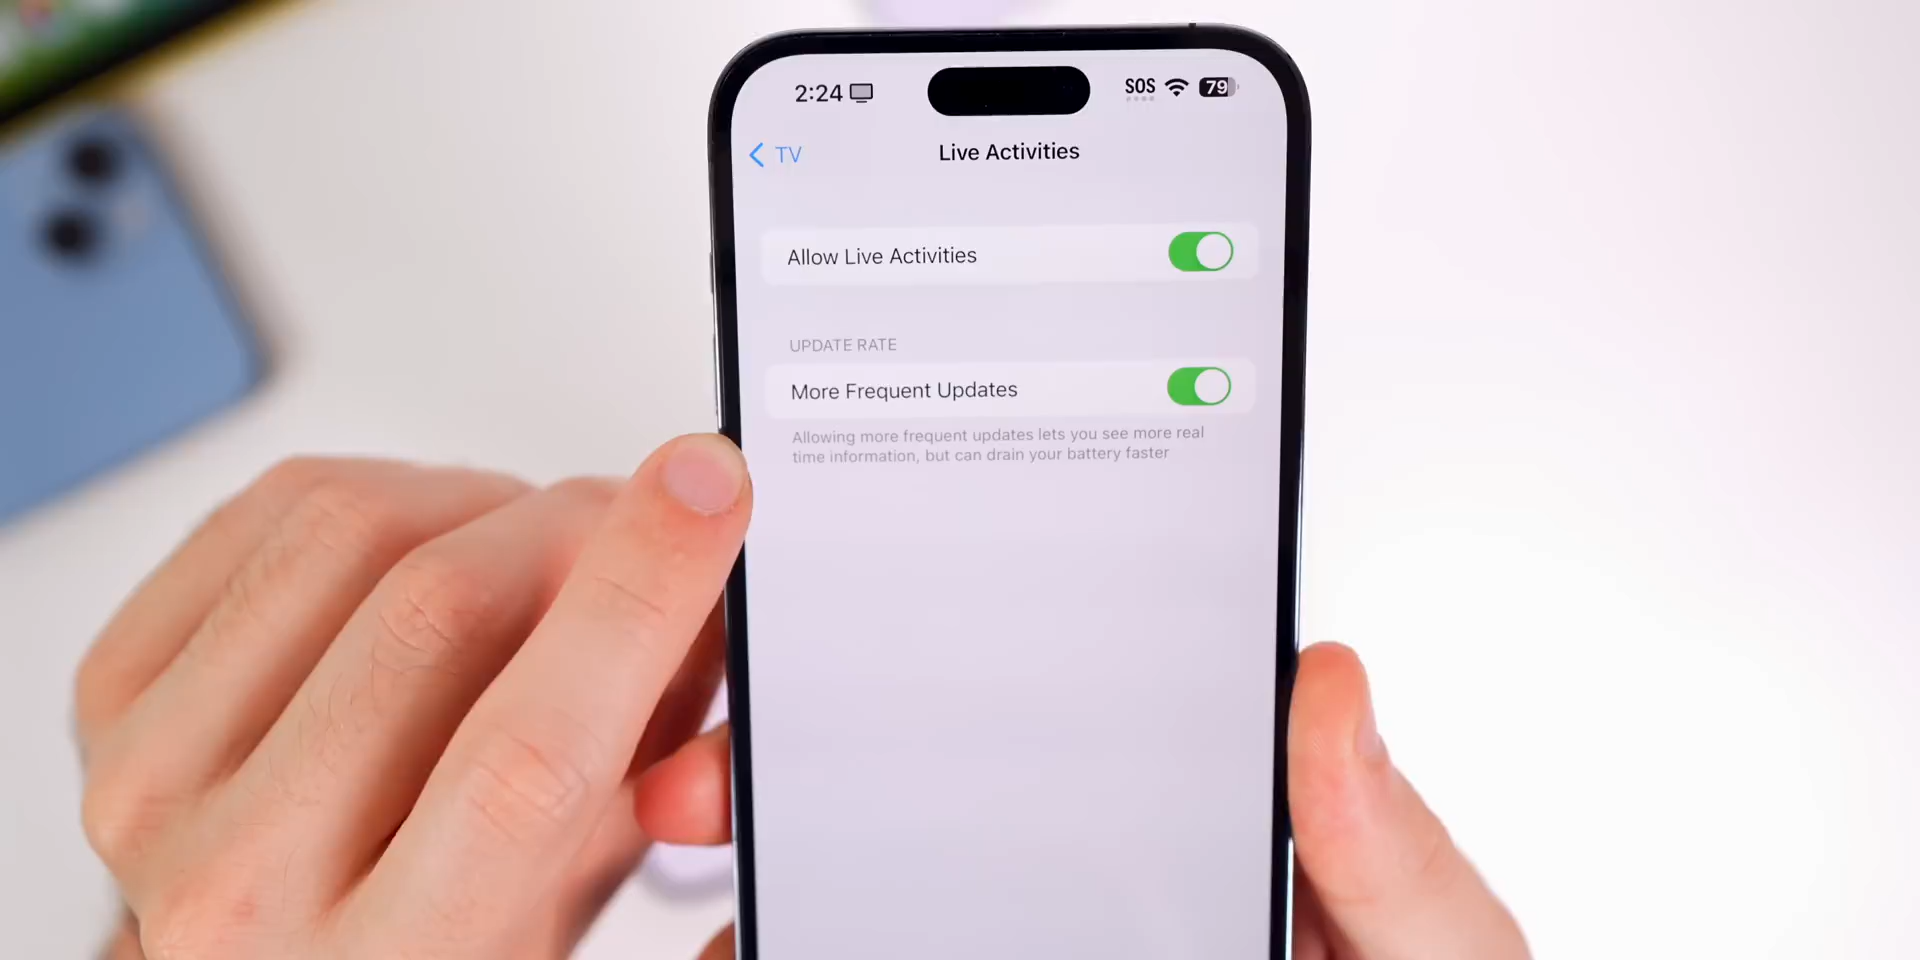 2:24
SOS
79
TV
Live Activities
Allow Live Activities
UPDATE RATE
More Frequent Updates
Allowing more frequent updates lets you see more real
time information, but can drain your battery faster